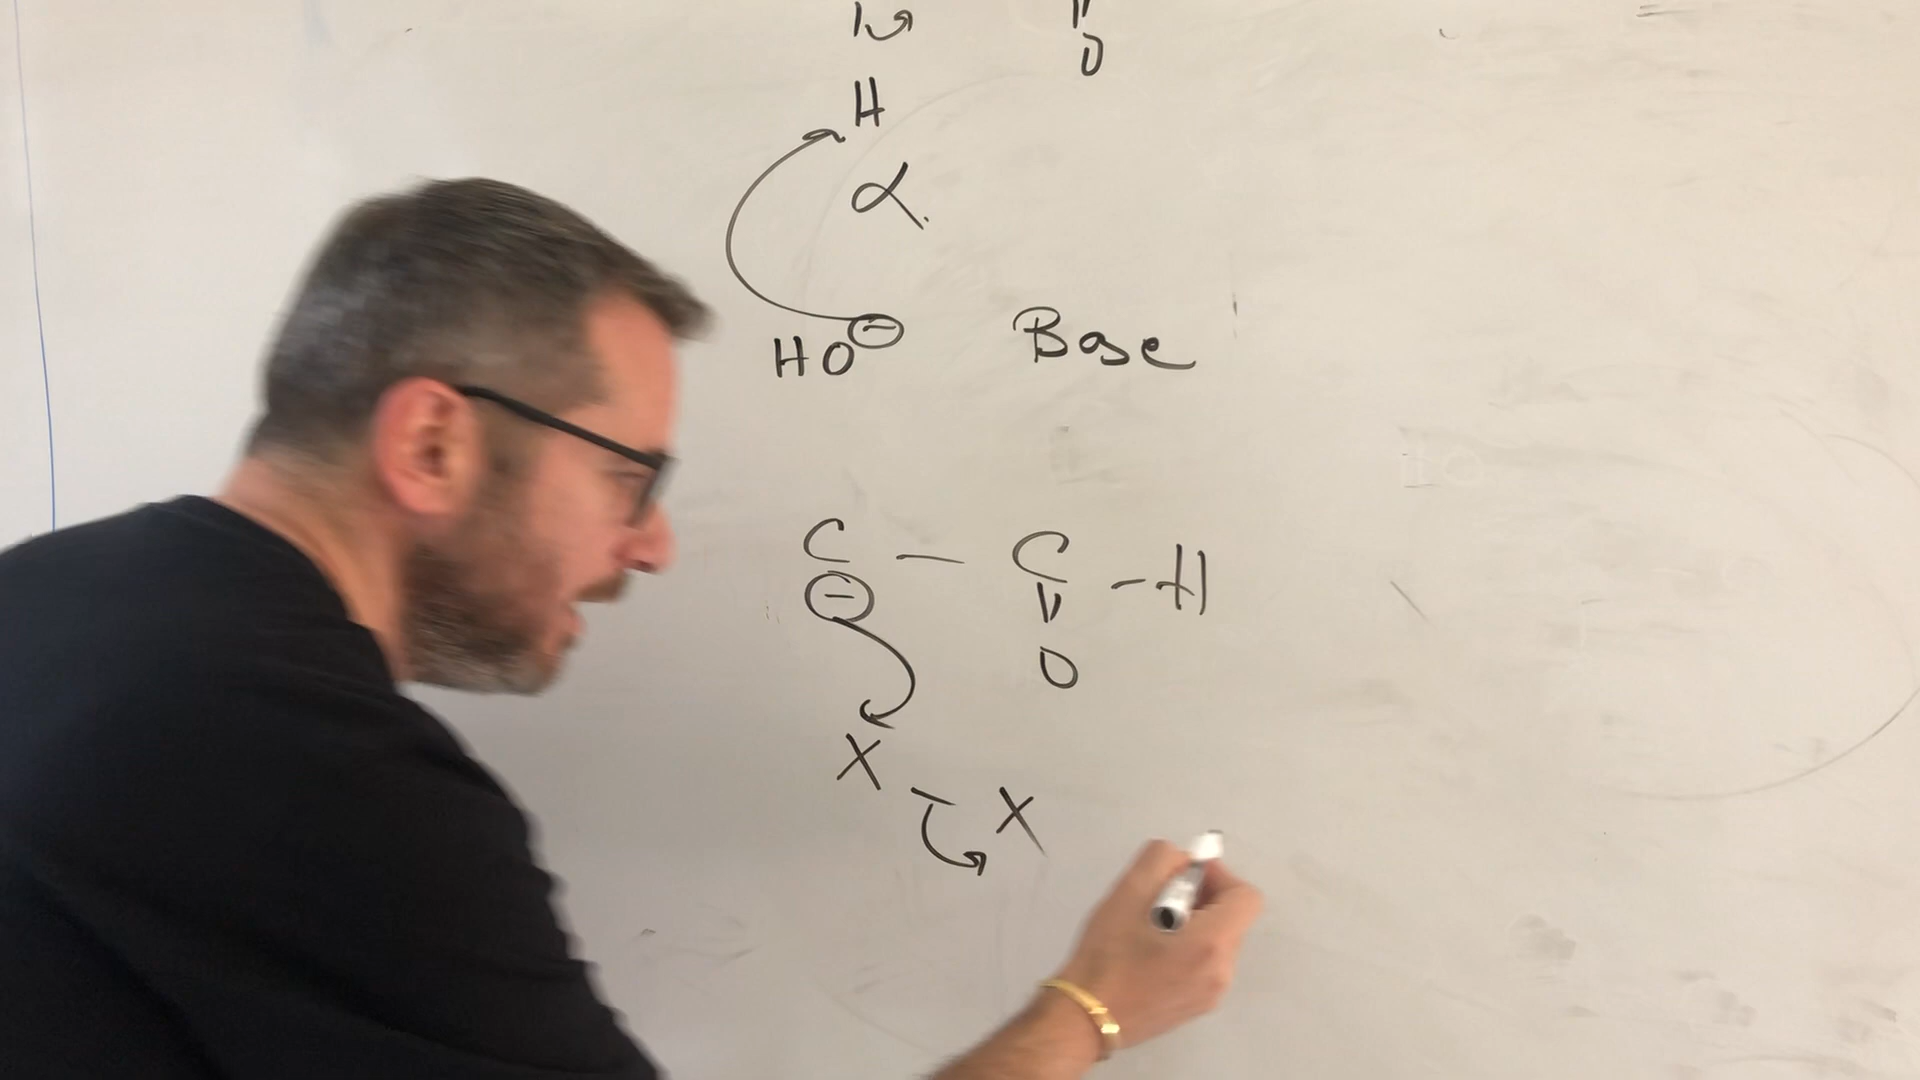 O
H
α.
HO⊖ Base
C – C – H
⊖ O
X – X